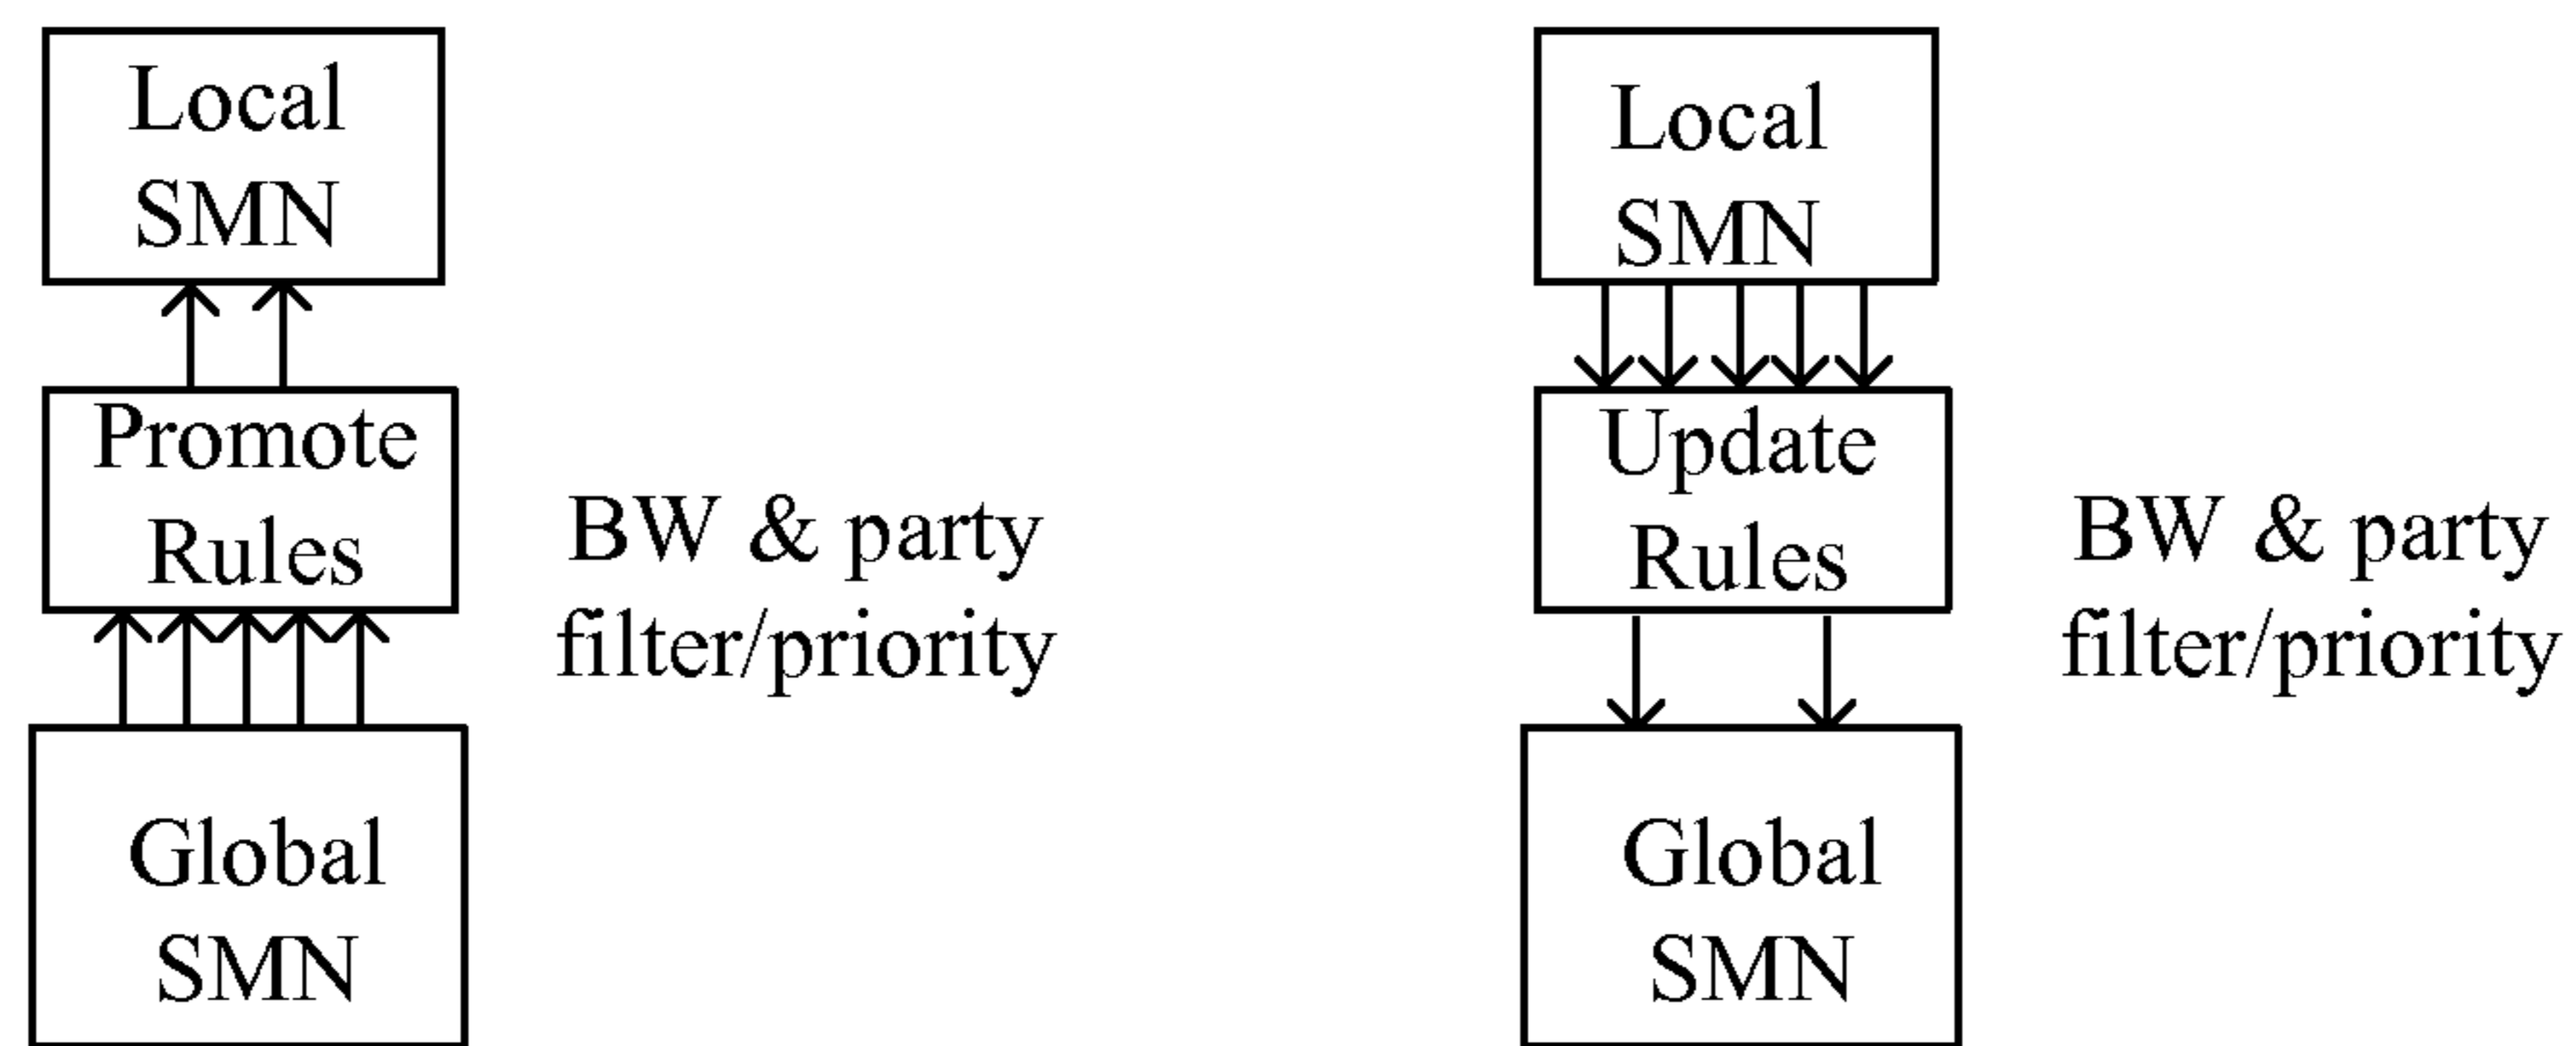 Local
SMN
Promote
Rules
BW & party
filter/priority
Global
SMN
Local
SMN
Update
Rules
BW & party
filter/priority
Global
SMN